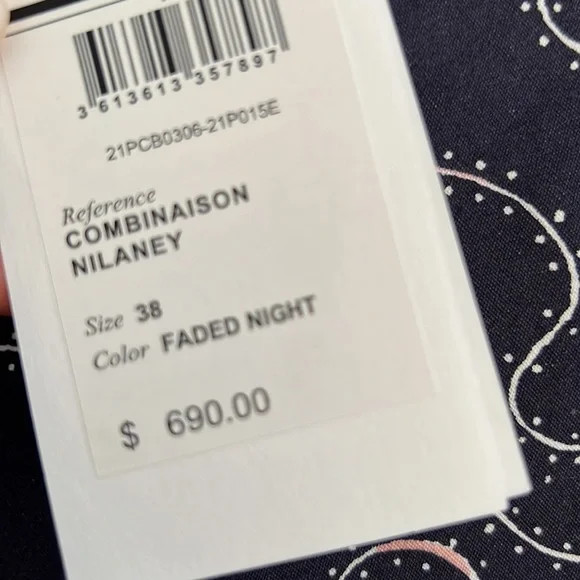 3 613613 357897
21PCB0306-21P015E
Reference
COMBINAISON
NILANEY
Size 38
Color FADED NIGHT
$ 690.00